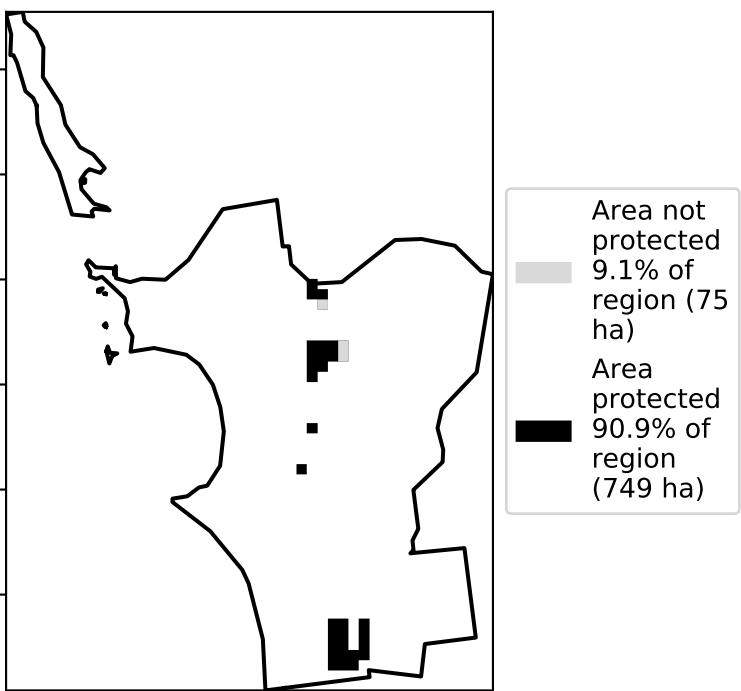 Area not
protected
9.1% of
region (75
ha)
Area
protected
90.9% of
region
(749 ha)